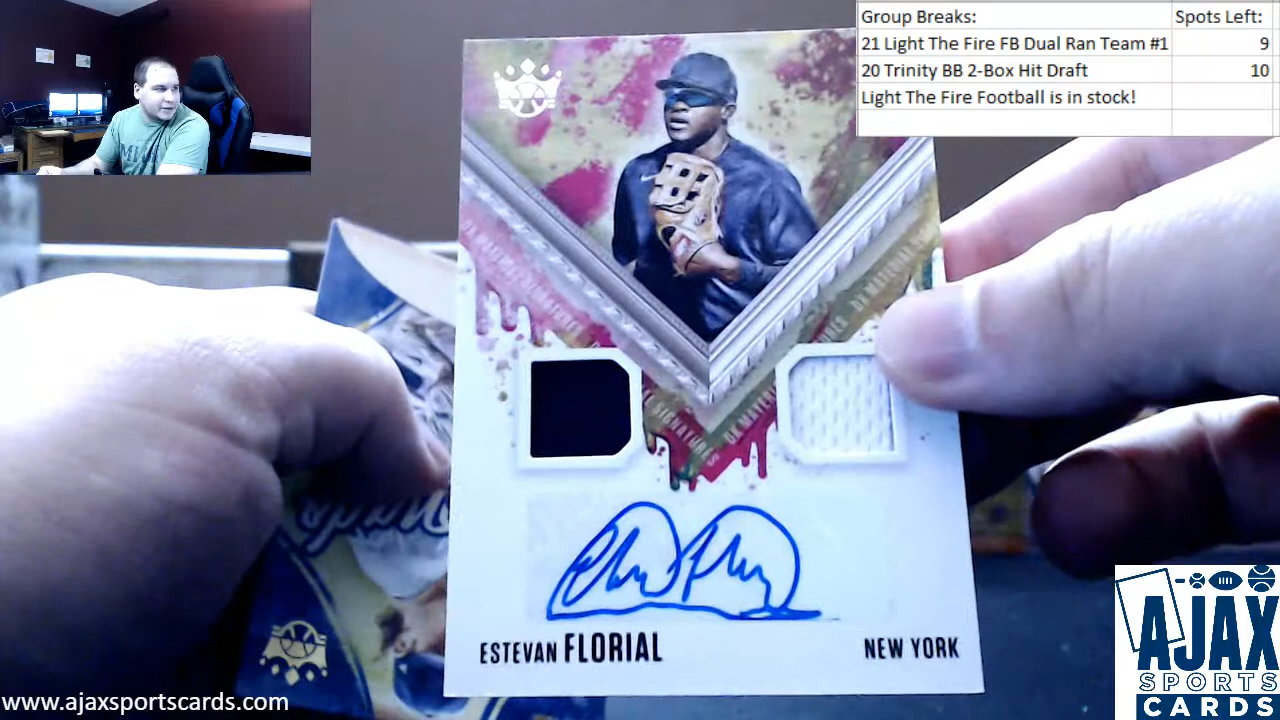 Group Breaks: Spots Left:
21 Light The Fire FB Dual Ran Team #1 9
20 Trinity BB 2-Box Hit Draft 10
Light The Fire Football is in stock!
ESTEVAN FLORIAL
NEW YORK
www.ajaxsportscards.com
AJAX
SPORTS
CARDS